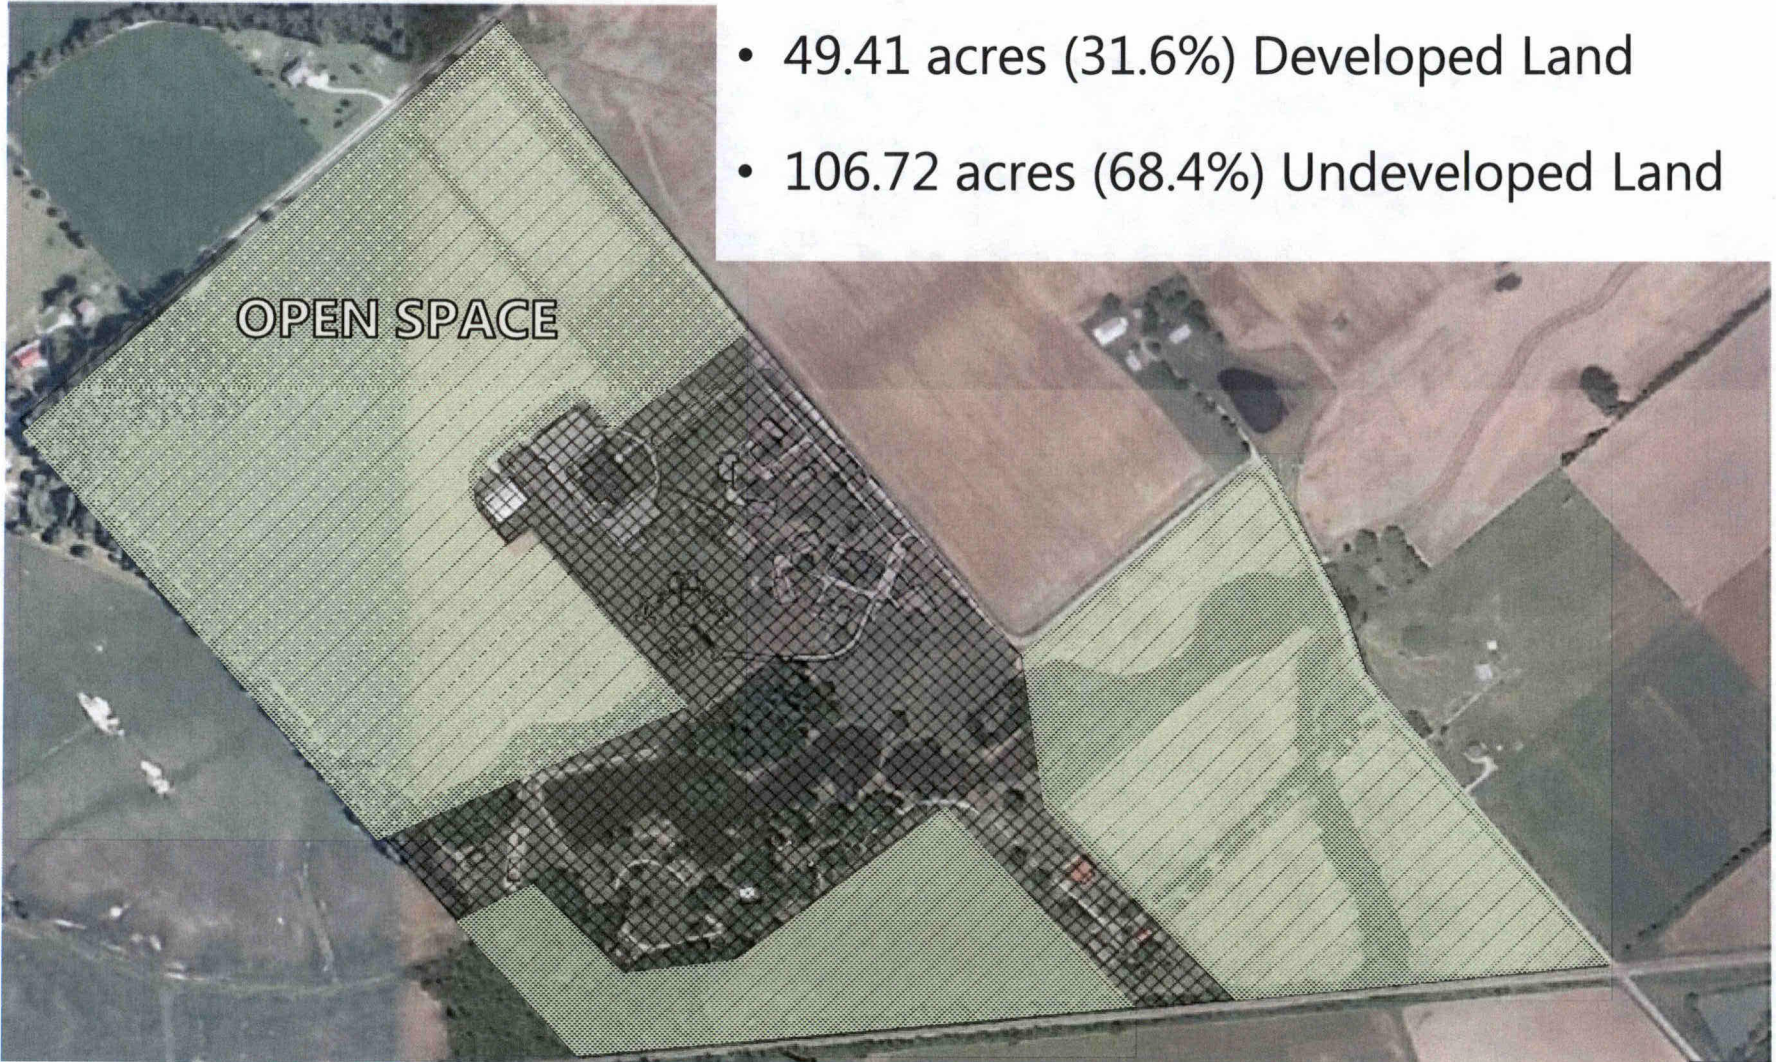 • 49.41 acres (31.6%) Developed Land
• 106.72 acres (68.4%) Undeveloped Land
OPEN SPACE